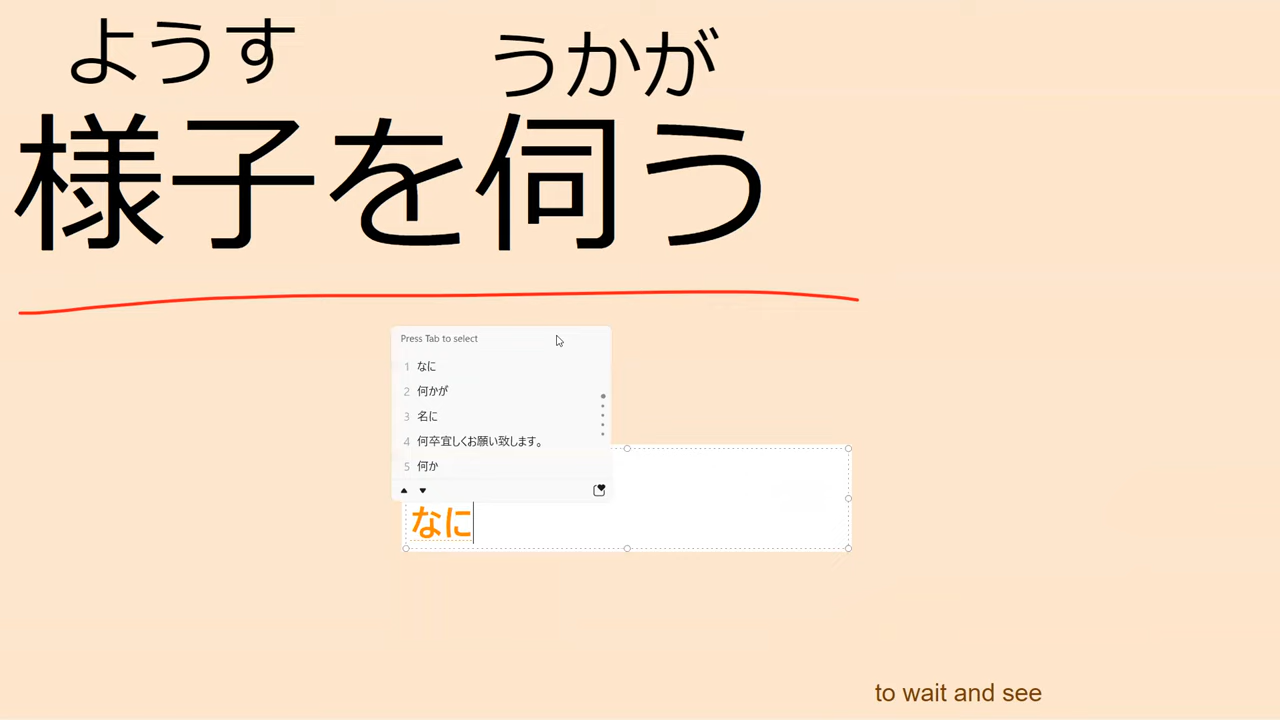 ようす うかが
様子を伺う
Press Tab to select
1 なに
2 何かが
3 名に
4 何卒宜しくお願い致します。
5 何か
なに
to wait and see